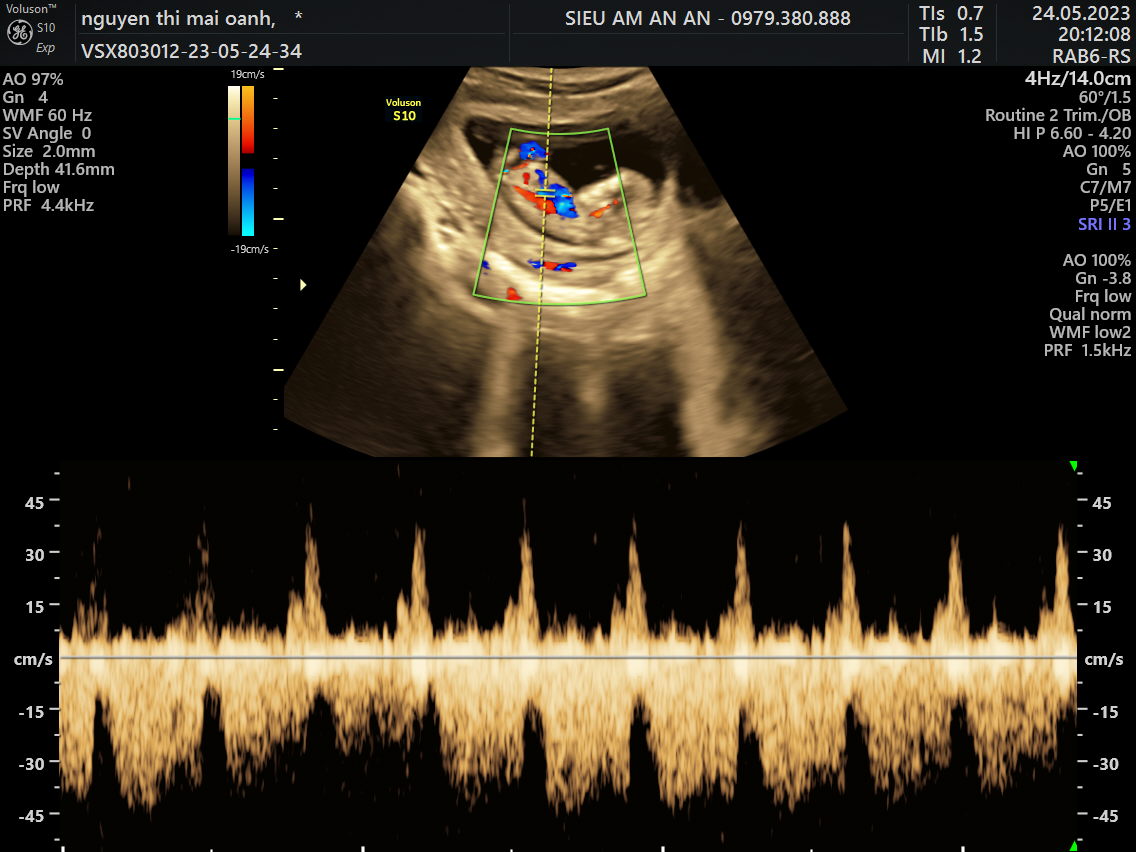 Voluson™
S10
Exp
nguyen thi mai oanh, *
VSX803012-23-05-24-34
SIEU AM AN AN - 0979.380.888
TIs 0.7
TIb 1.5
MI 1.2
24.05.2023
20:12:08
RAB6-RS
AO 97%
Gn 4
WMF 60 Hz
SV Angle 0
Size 2.0mm
Depth 41.6mm
Frq low
PRF 4.4kHz
19cm/s
-19cm/s
Voluson
S10
4Hz/14.0cm
60°/1.5
Routine 2 Trim./OB
HI P 6.60 - 4.20
AO 100%
Gn 5
C7/M7
P5/E1
SRI II 3
AO 100%
Gn -3.8
Frq low
Qual norm
WMF low2
PRF 1.5kHz
45 45
30 30
15 15
cm/s cm/s
-15 -15
-30 -30
-45 -45